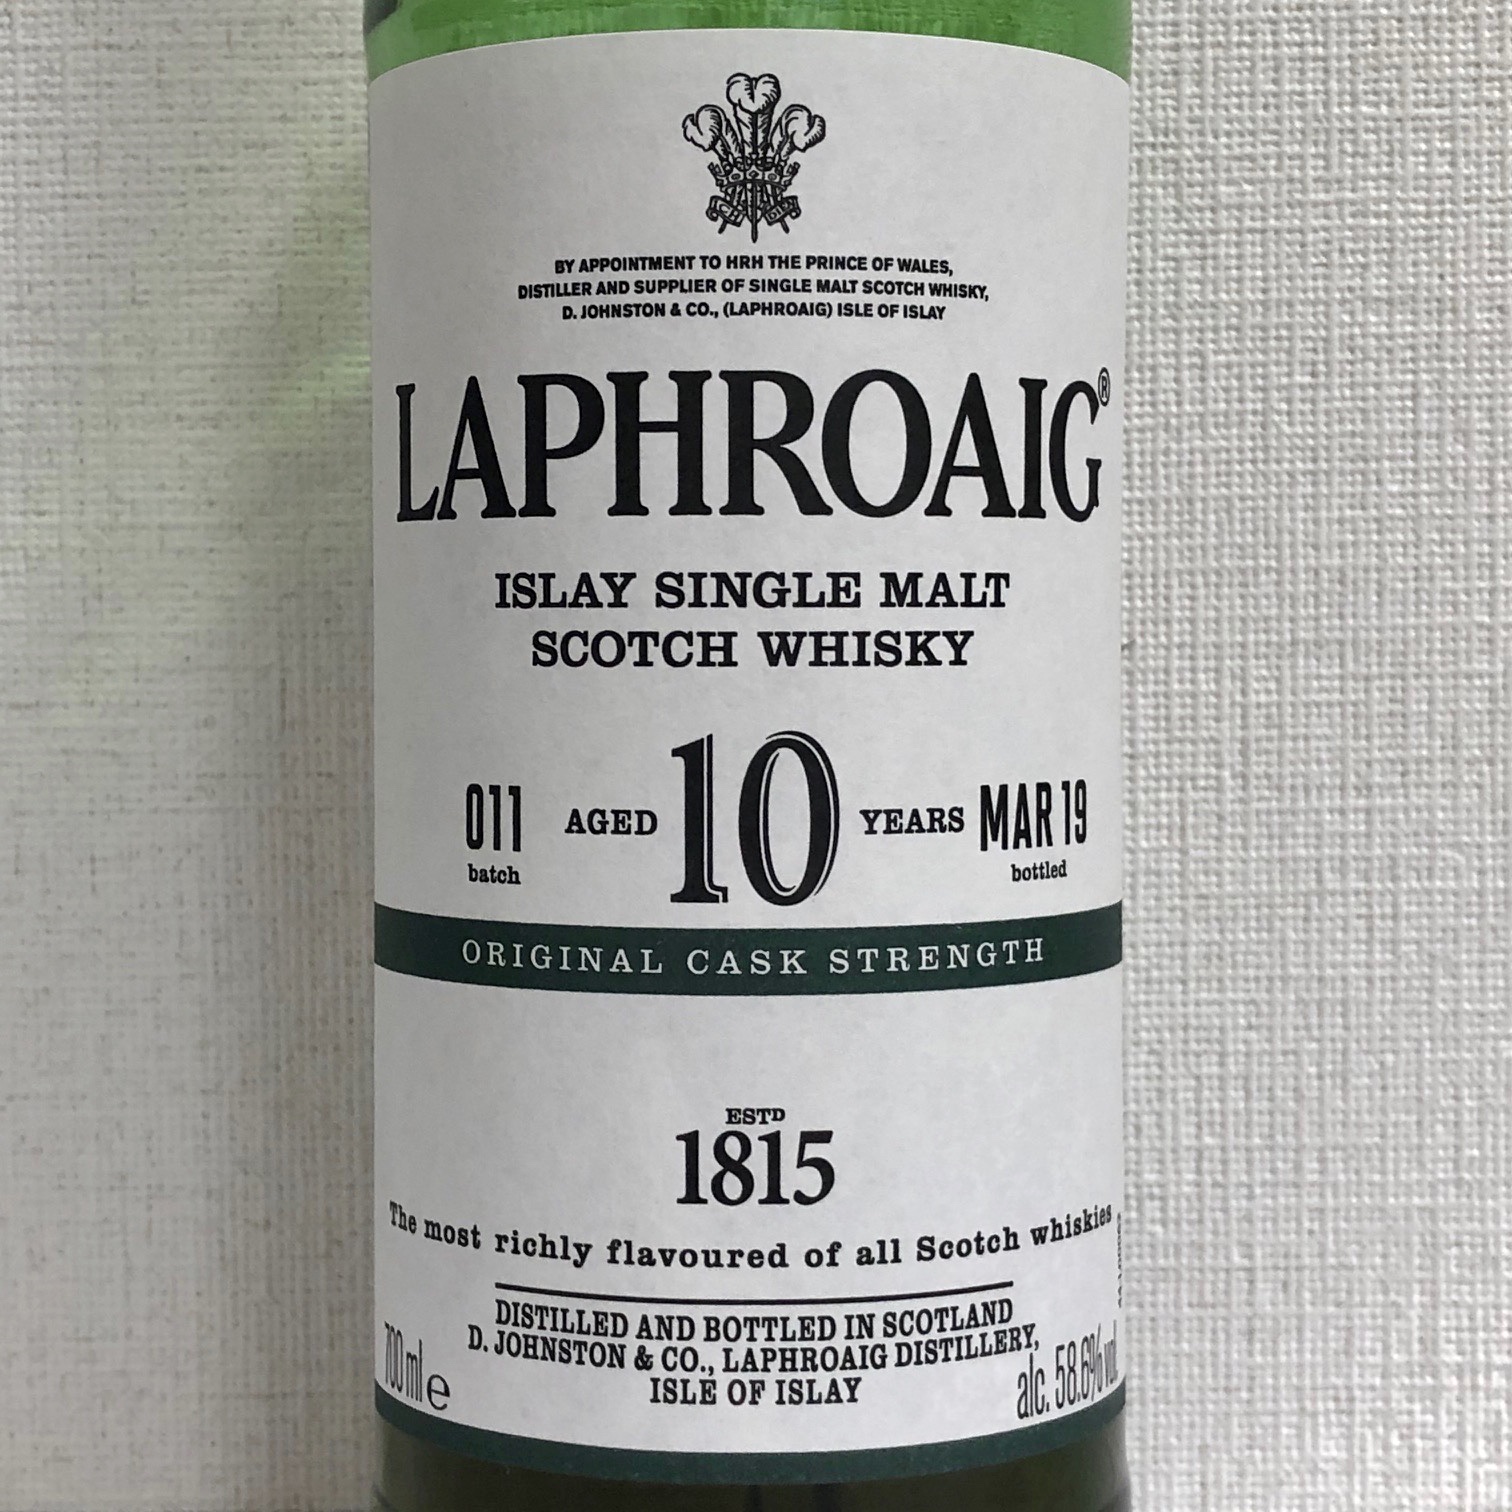 BY APPOINTMENT TO HRH THE PRINCE OF WALES,
DISTILLER AND SUPPLIER OF SINGLE MALT SCOTCH WHISKY,
D. JOHNSTON & CO., (LAPHROAIG) ISLE OF ISLAY
LAPHROAIG®
ISLAY SINGLE MALT
SCOTCH WHISKY
011 AGED 10 YEARS MAR 19
batch bottled
ORIGINAL CASK STRENGTH
ESTD
1815
The most richly flavoured of all Scotch whiskies
DISTILLED AND BOTTLED IN SCOTLAND
D. JOHNSTON & CO., LAPHROAIG DISTILLERY,
ISLE OF ISLAY
700 ml e
alc. 58.6% vol.